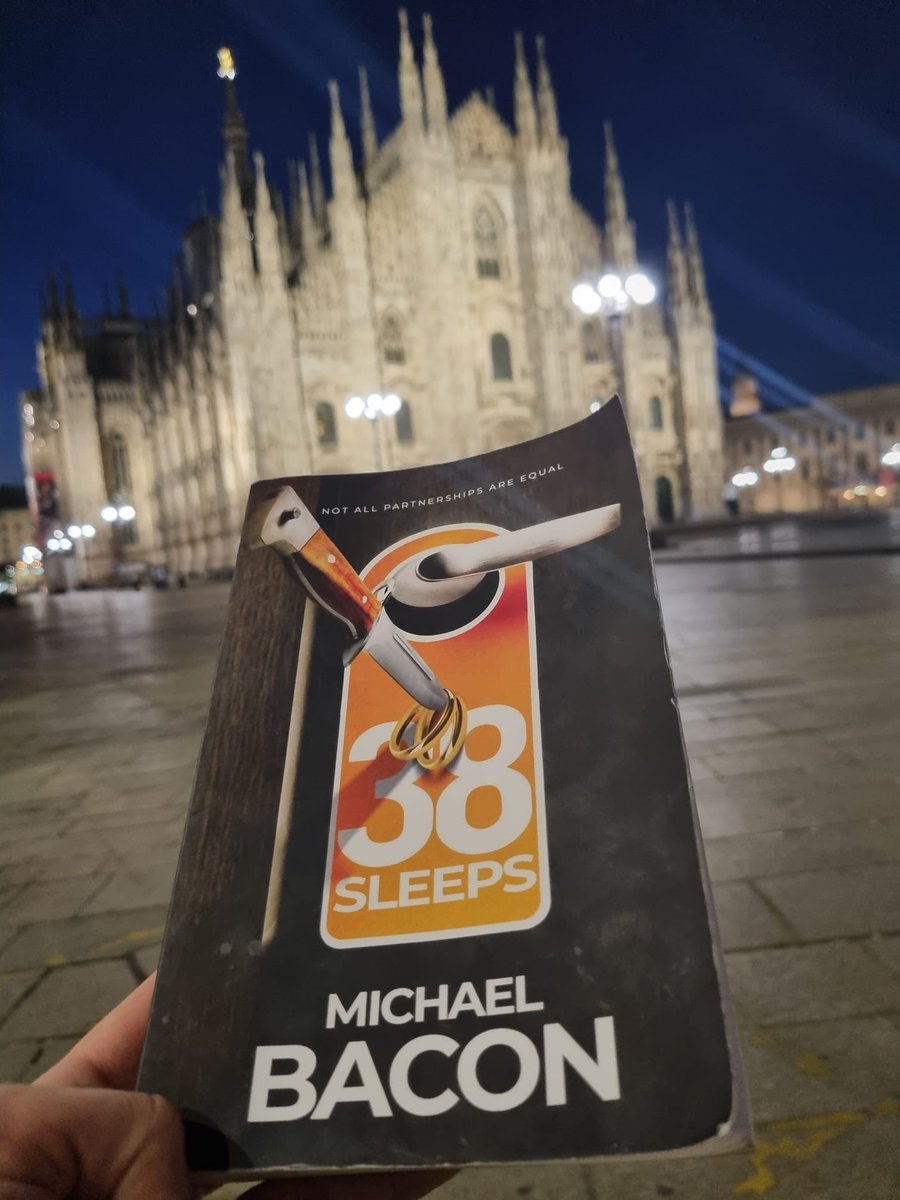 NOT ALL PARTNERSHIPS ARE EQUAL
38
SLEEPS
MICHAEL
BACON